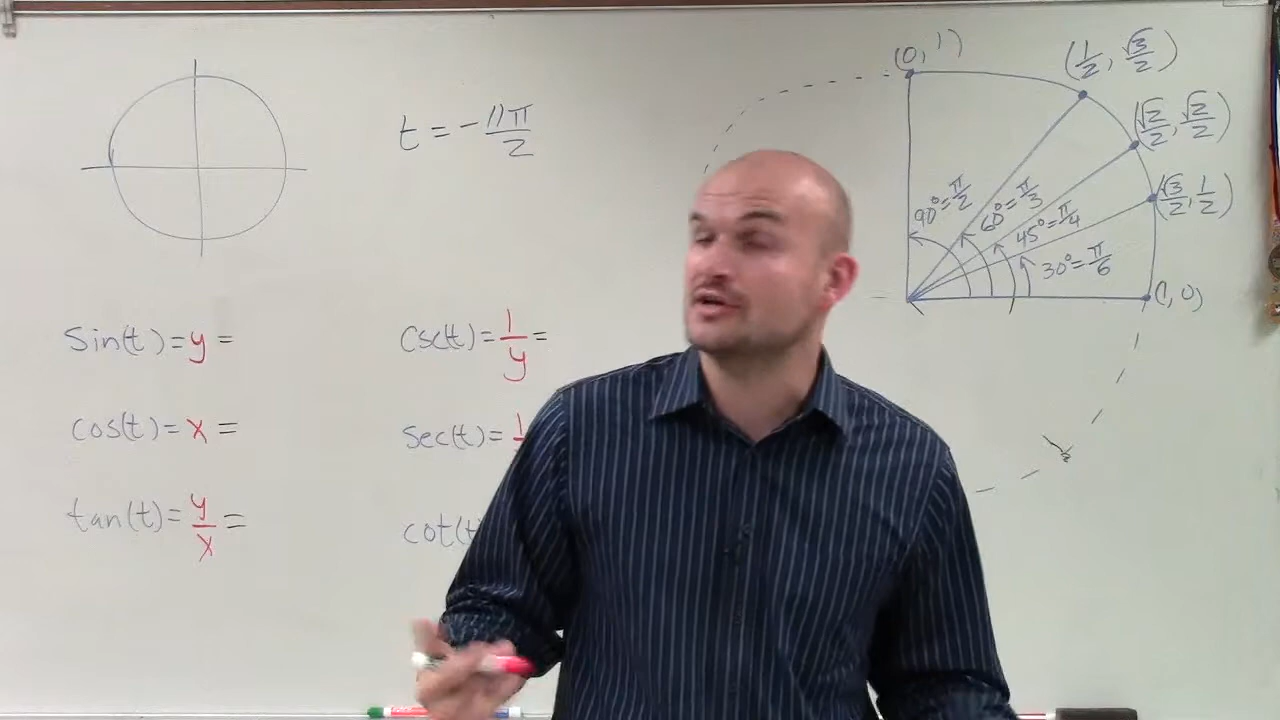 t = -11π/2
sin(t) = y =
cos(t) = x =
tan(t) = y/x =
csc(t) = 1/y =
sec(t) = 1
cot(t
(0, 1)
(1/2, √3/2)
(√2/2, √2/2)
(√3/2, 1/2)
(1, 0)
90° = π/2
60° = π/3
45° = π/4
30° = π/6